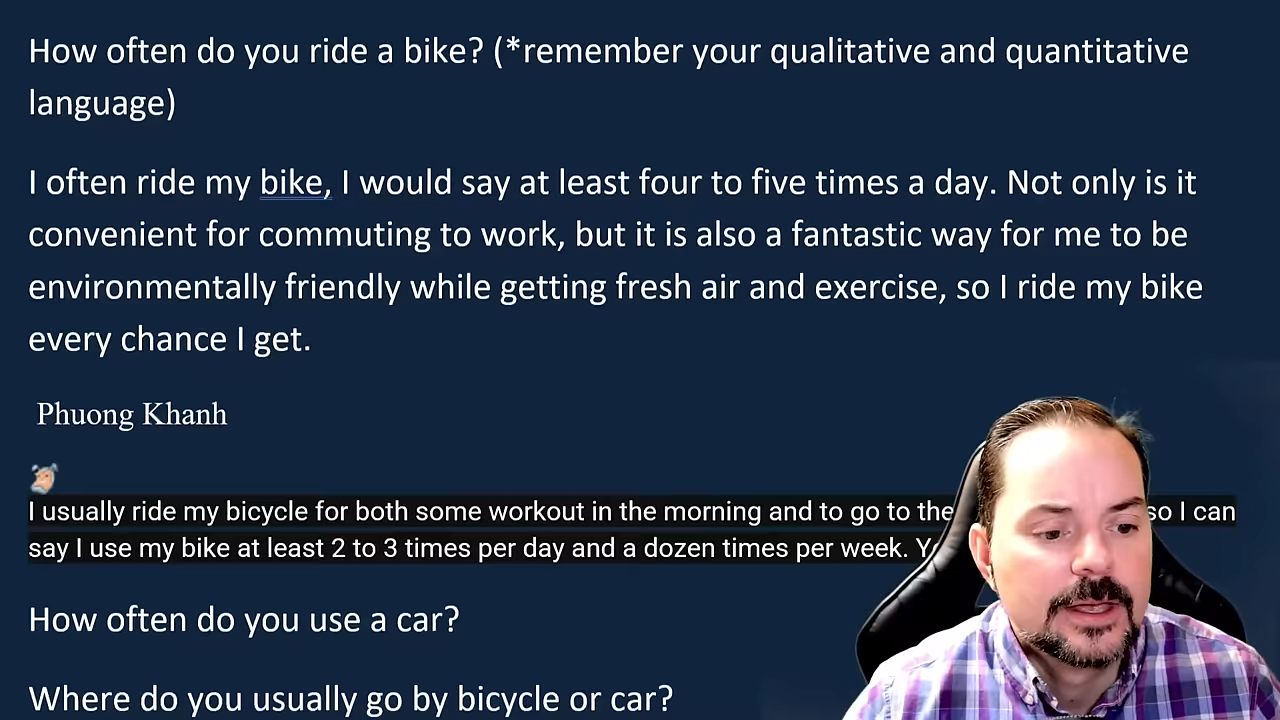 How often do you ride a bike? (*remember your qualitative and quantitative
language)
I often ride my bike, I would say at least four to five times a day. Not only is it
convenient for commuting to work, but it is also a fantastic way for me to be
environmentally friendly while getting fresh air and exercise, so I ride my bike
every chance I get.
Phuong Khanh
I usually ride my bicycle for both some workout in the morning and to go to the so I can
say I use my bike at least 2 to 3 times per day and a dozen times per week.
How often do you use a car?
Where do you usually go by bicycle or car?